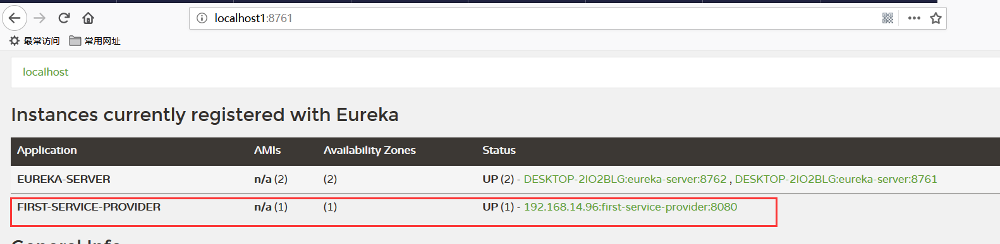 localhost1:8761
最常访问 常用网址
localhost
Instances currently registered with Eureka
Application AMIs Availability Zones Status
EUREKA-SERVER n/a (2) (2) UP (2) - DESKTOP-2IO2BLG:eureka-server:8762 , DESKTOP-2IO2BLG:eureka-server:8761
FIRST-SERVICE-PROVIDER n/a (1) (1) UP (1) - 192.168.14.96:first-service-provider:8080
General Info